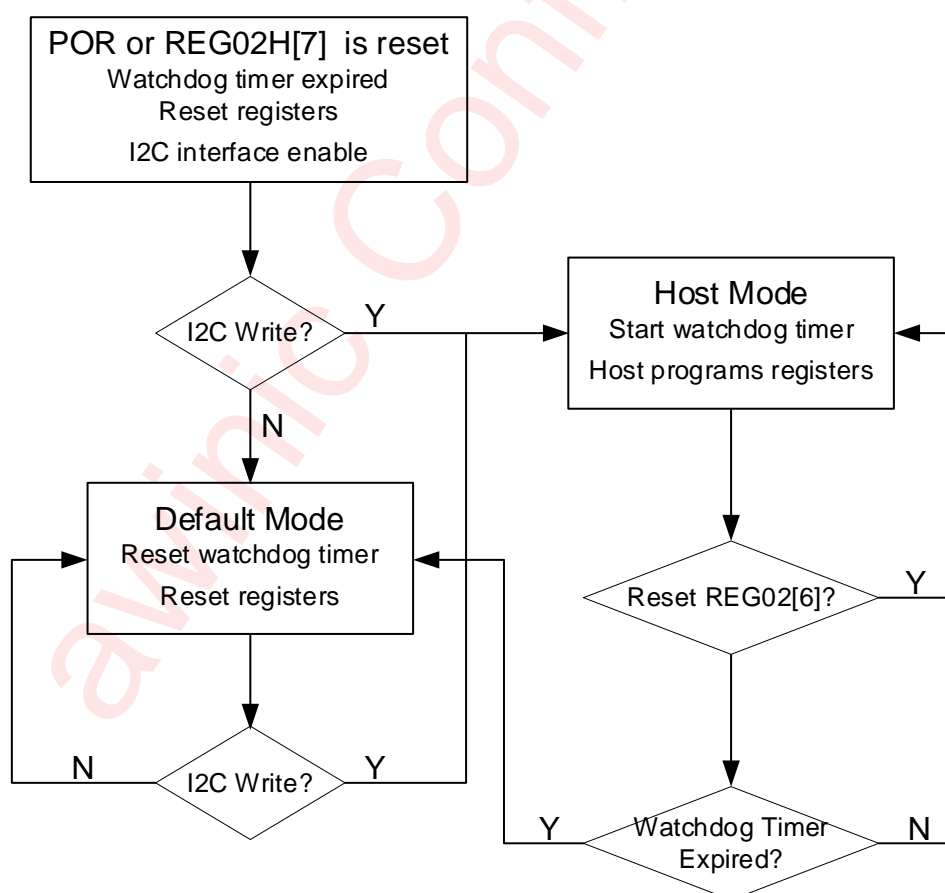 POR or REG02H[7] is reset
Watchdog timer expired
Reset registers
I2C interface enable
I2C Write?
Y
N
Host Mode
Start watchdog timer
Host programs registers
Default Mode
Reset watchdog timer
Reset registers
Reset REG02[6]?
Y
I2C Write?
N
Y
Watchdog Timer
Expired?
Y
N
awinic Conf